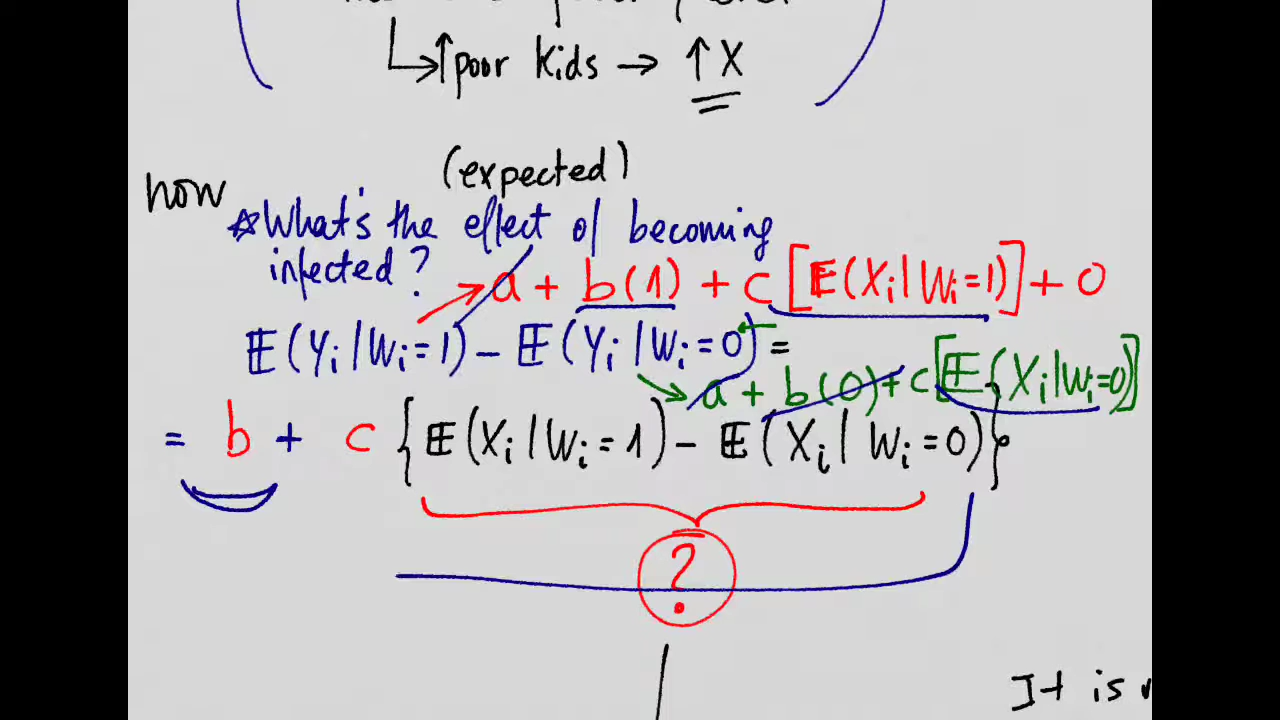 ↳ ↑ poor kids → ↑ X
(expected)
now
☆ What's the effect of becoming
infected?
→ a + b(1) + c [E(Xi | Wi = 1)] + 0
E(Yi | Wi = 1) − E(Yi | Wi = 0) =
→ a + b(0) + c [E(Xi | Wi = 0)]
= b + c {E(Xi | Wi = 1) − E(Xi | Wi = 0)}
?
It is